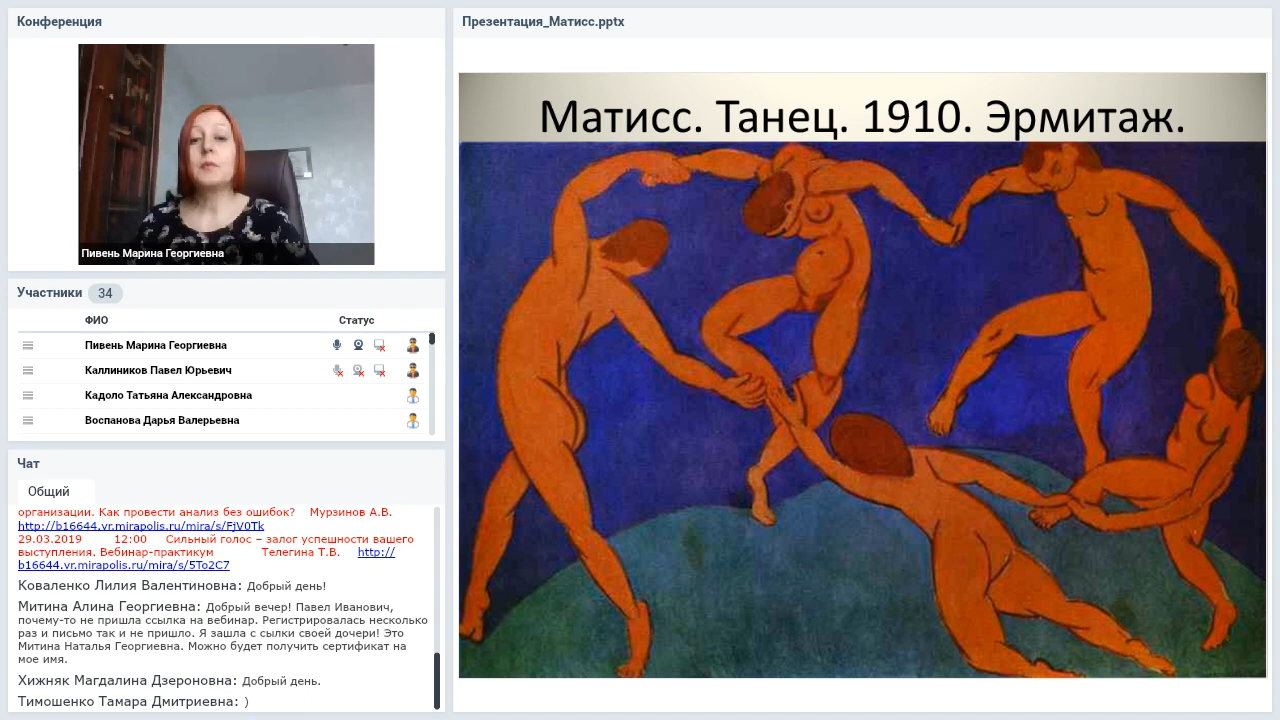 Конференция
Пивень Марина Георгиевна
Участники 34
ФИО Статус
Пивень Марина Георгиевна
Каллиников Павел Юрьевич
Кадоло Татьяна Александровна
Воспанова Дарья Валерьевна
Чат
Общий
организации. Как провести анализ без ошибок? Мурзинов А.В.
http://b16644.vr.mirapolis.ru/mira/s/FjV0Tk
29.03.2019 12:00 Сильный голос – залог успешности вашего
выступления. Вебинар-практикум Телегина Т.В. http://
b16644.vr.mirapolis.ru/mira/s/5To2C7
Коваленко Лилия Валентиновна: Добрый день!
Митина Алина Георгиевна: Добрый вечер! Павел Иванович,
почему-то не пришла ссылка на вебинар. Регистрировалась несколько
раз и письмо так и не пришло. Я зашла с сылки своей дочери! Это
Митина Наталья Георгиевна. Можно будет получить сертификат на
мое имя.
Хижняк Магдалина Дзероновна: Добрый день.
Тимошенко Тамара Дмитриевна: )
Презентация_Матисс.pptx
Матисс. Танец. 1910. Эрмитаж.